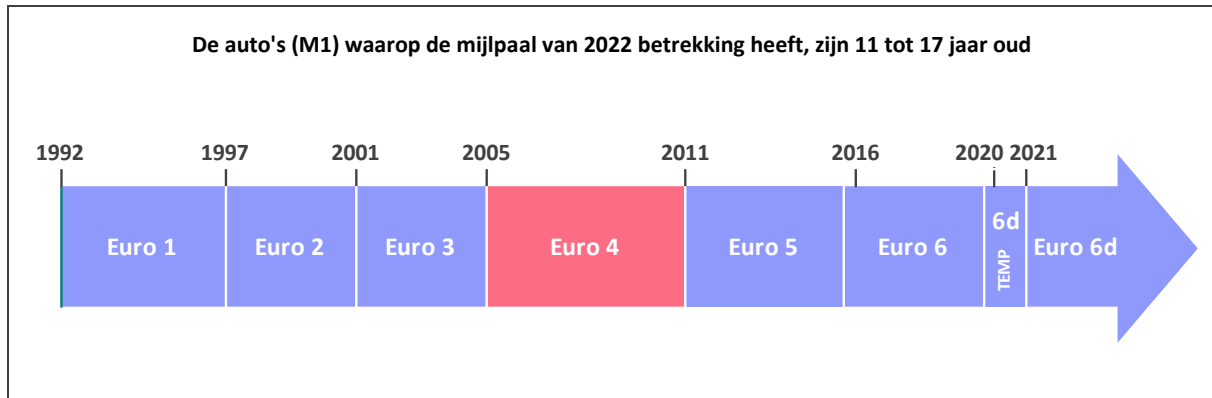 De auto's (M1) waarop de mijlpaal van 2022 betrekking heeft, zijn 11 tot 17 jaar oud
1992 1997 2001 2005 2011 2016 2020 2021
Euro 1 Euro 2 Euro 3 Euro 4 Euro 5 Euro 6 6d TEMP Euro 6d